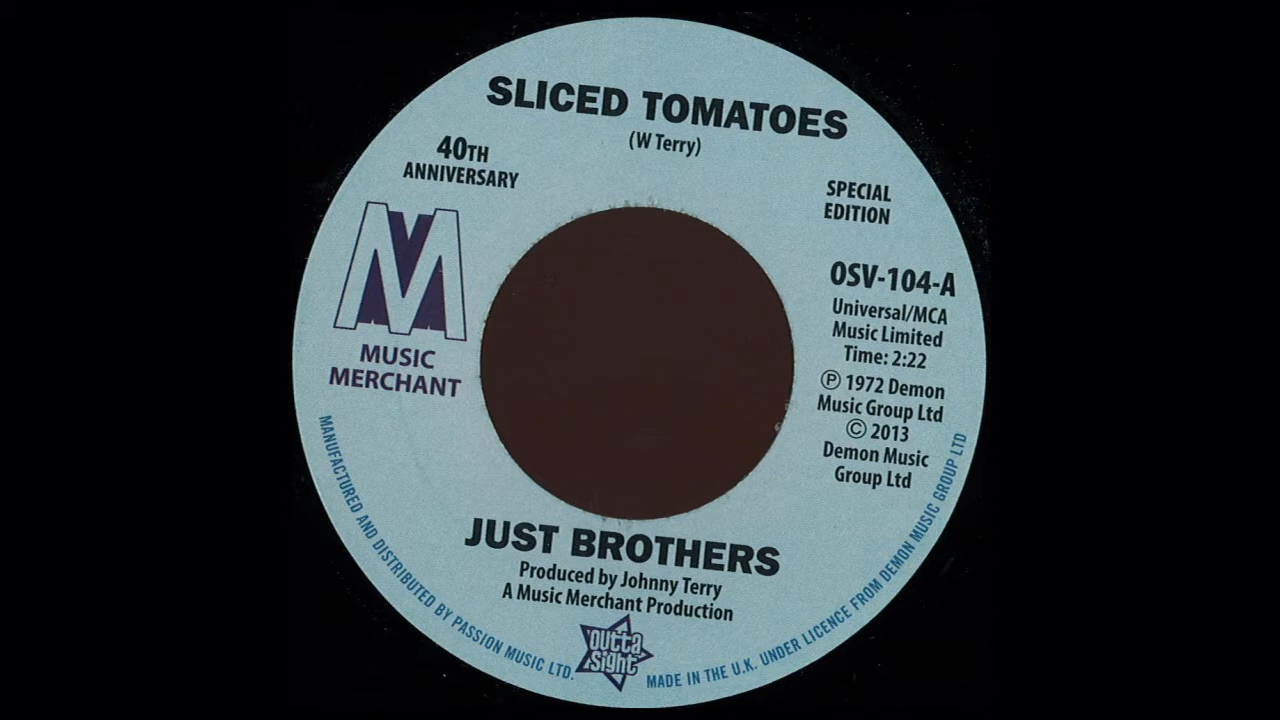 SLICED TOMATOES
(W Terry)
40TH
ANNIVERSARY
SPECIAL
EDITION
MUSIC
MERCHANT
OSV-104-A
Universal/MCA
Music Limited
Time: 2:22
Ⓟ 1972 Demon
Music Group Ltd
© 2013
Demon Music
Group Ltd
JUST BROTHERS
Produced by Johnny Terry
A Music Merchant Production
outta
sight
MANUFACTURED AND DISTRIBUTED BY PASSION MUSIC LTD.
MADE IN THE U.K. UNDER LICENCE FROM DEMON MUSIC GROUP LTD